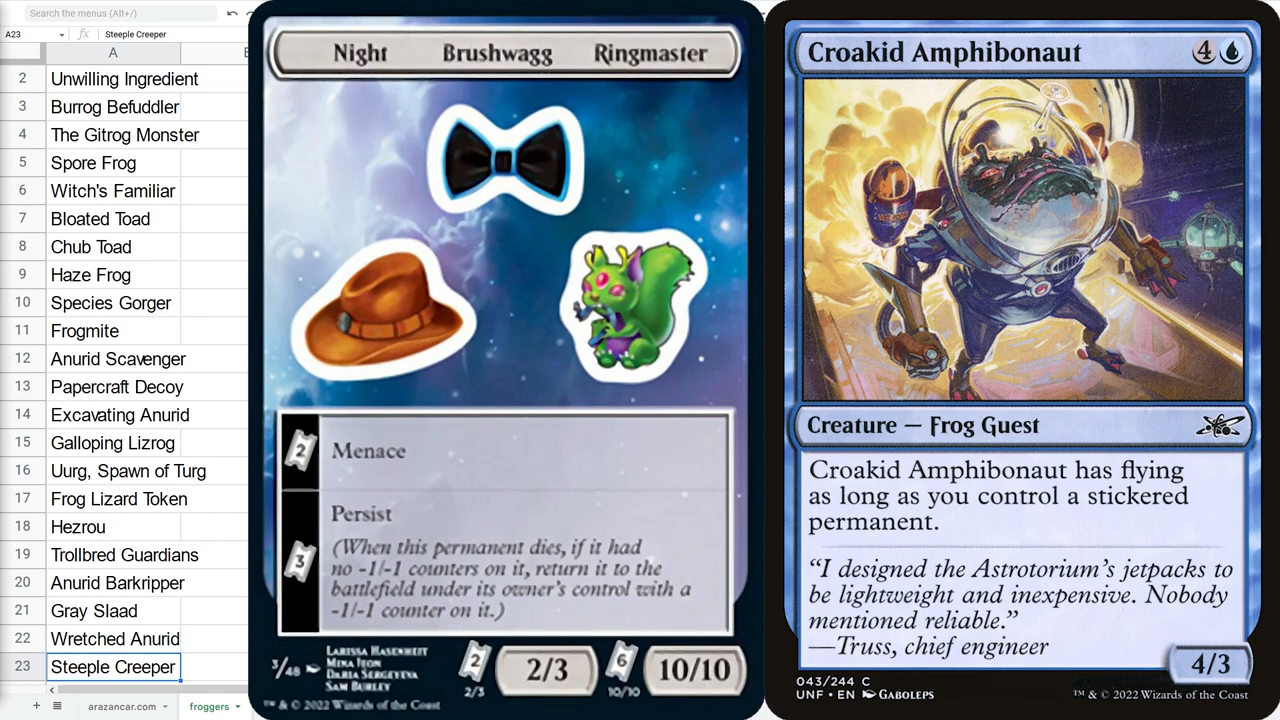 Search the menus (Alt+/)
A23
fx
Steeple Creeper
A
2 Unwilling Ingredient
3 Burrog Befuddler
4 The Gitrog Monster
5 Spore Frog
6 Witch's Familiar
7 Bloated Toad
8 Chub Toad
9 Haze Frog
10 Species Gorger
11 Frogmite
12 Anurid Scavenger
13 Papercraft Decoy
14 Excavating Anurid
15 Galloping Lizrog
16 Uurg, Spawn of Turg
17 Frog Lizard Token
18 Hezrou
19 Trollbred Guardians
20 Anurid Barkripper
21 Gray Slaad
22 Wretched Anurid
23 Steeple Creeper
arazancar.com
froggers
Night Brushwagg Ringmaster
2 Menace
Persist
3 (When this permanent dies, if it had
no -1/-1 counters on it, return it to the
battlefield under its owner's control with a
-1/-1 counter on it.)
3/48
Larissa Hasenheit
Mina Jeon
Daria Sergeyeva
Sam Burley
2
2/3
2/3
6
10/10
10/10
™ & © 2022 Wizards of the Coast
Croakid Amphibonaut 4
Creature — Frog Guest
Croakid Amphibonaut has flying
as long as you control a stickered
permanent.
“I designed the Astrotorium’s jetpacks to
be lightweight and inexpensive. Nobody
mentioned reliable.”
—Truss, chief engineer
4/3
043/244 C
UNF • EN Gaboleps
™ & © 2022 Wizards of the Coast